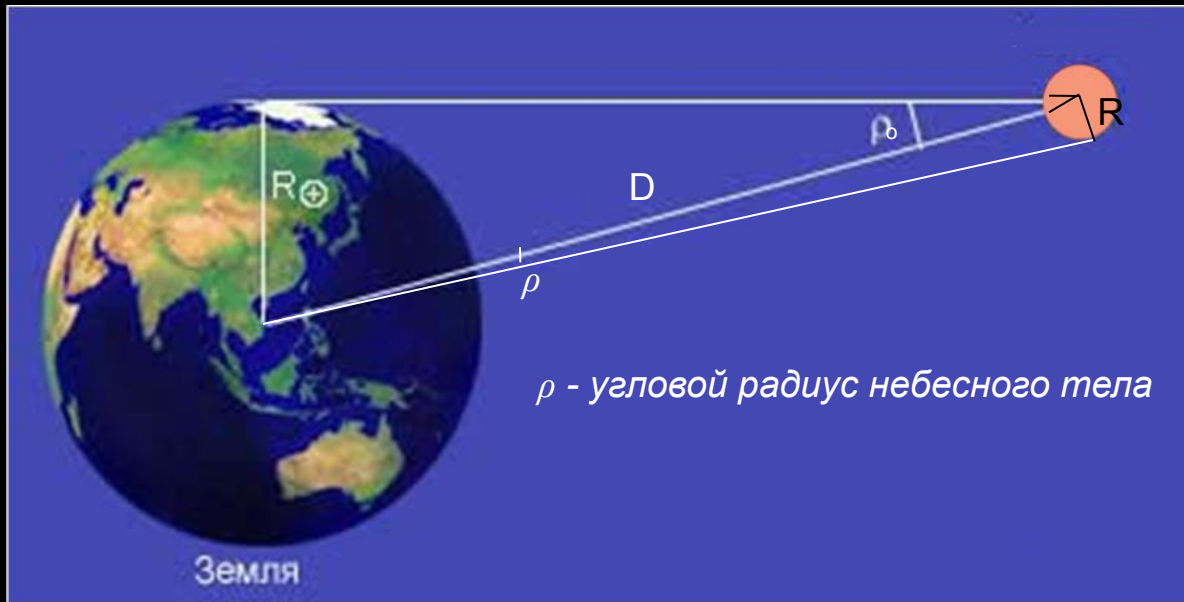 R
ρ₀
D
R⊕
ρ
ρ - угловой радиус небесного тела
Земля